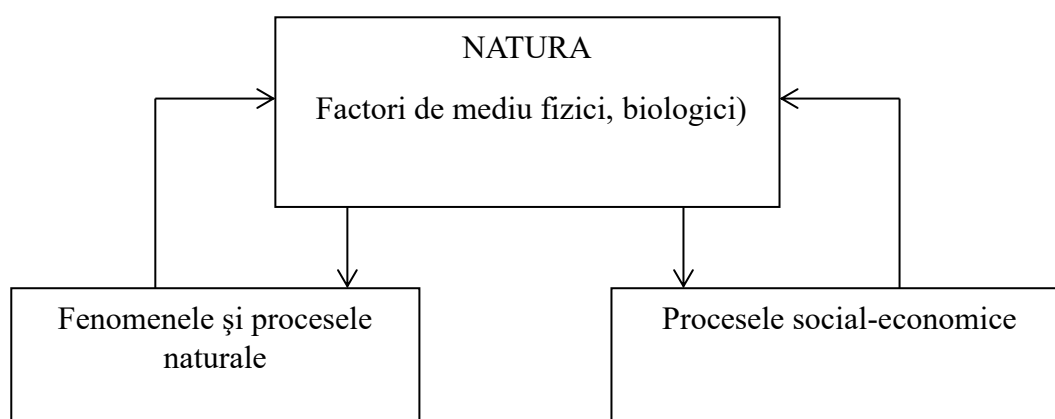 NATURA
Factori de mediu fizici, biologici)
Fenomenele şi procesele
naturale
Procesele social-economice